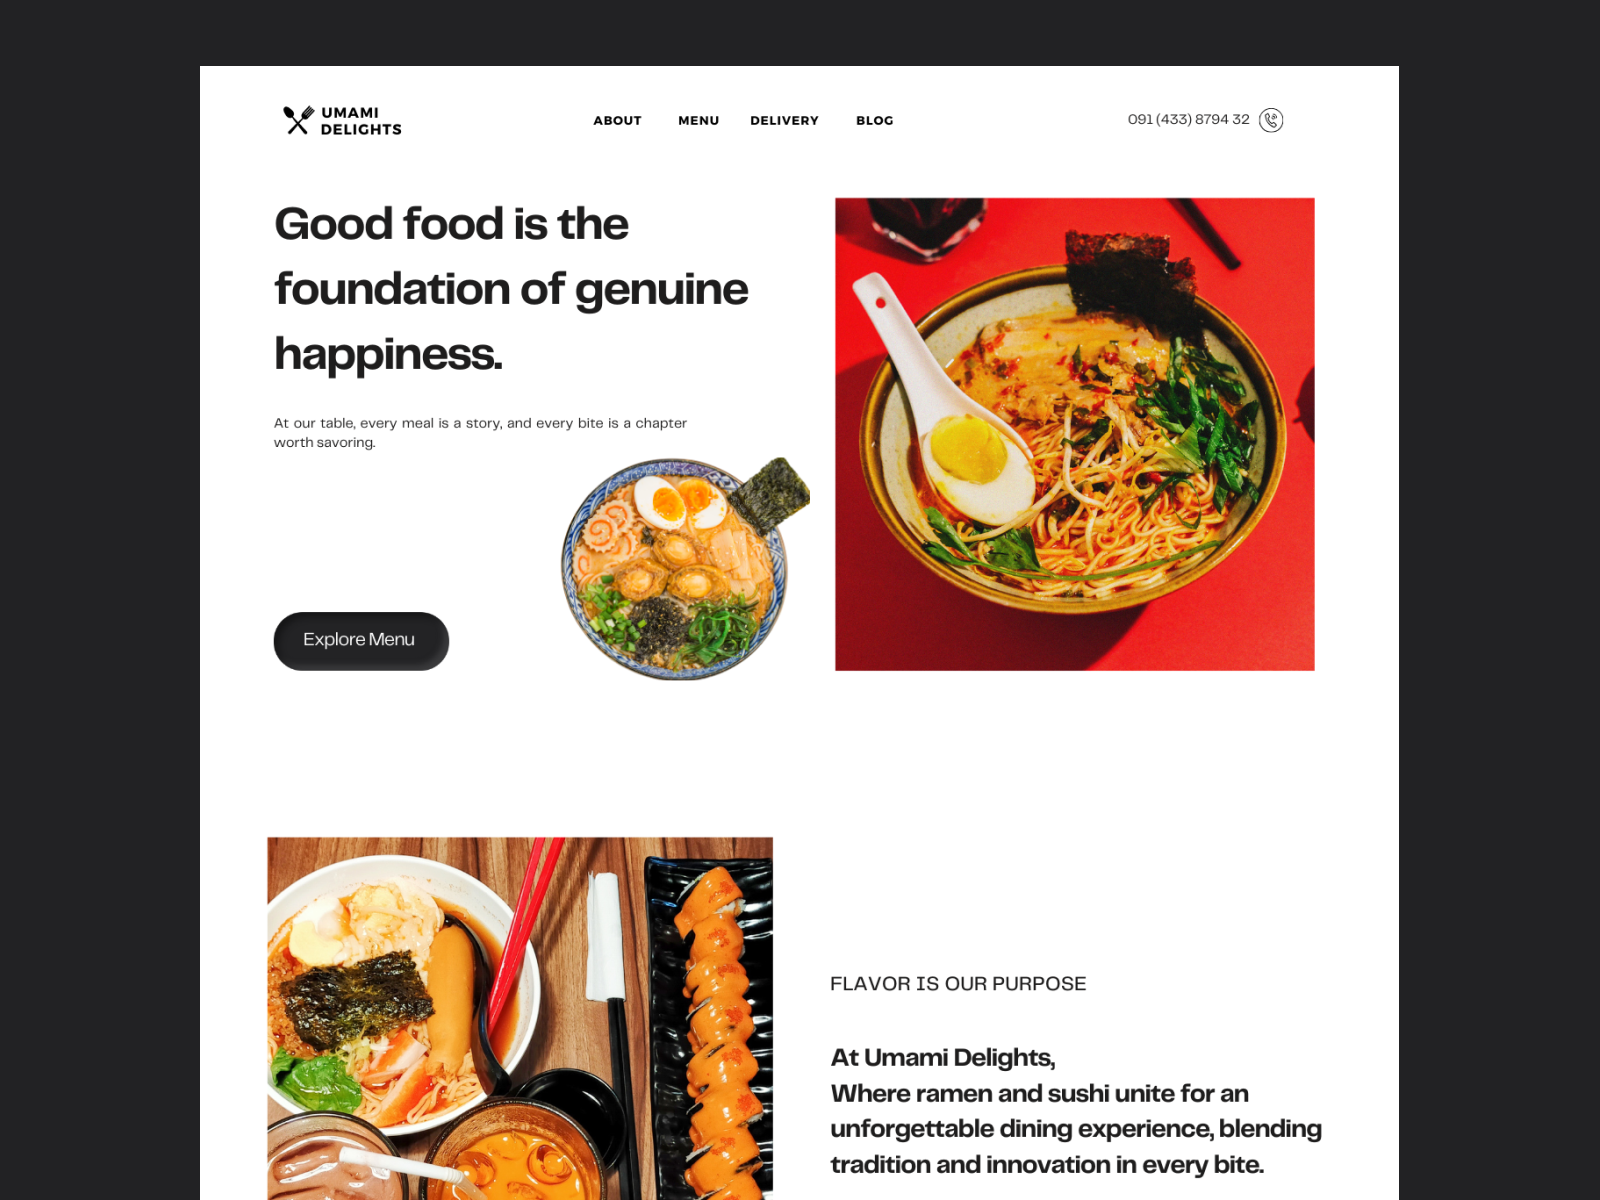 UMAMI
DELIGHTS
ABOUT MENU DELIVERY BLOG
091 (433) 8794 32
Good food is the
foundation of genuine
happiness.
At our table, every meal is a story, and every bite is a chapter
worth savoring.
Explore Menu
FLAVOR IS OUR PURPOSE
At Umami Delights,
Where ramen and sushi unite for an
unforgettable dining experience, blending
tradition and innovation in every bite.